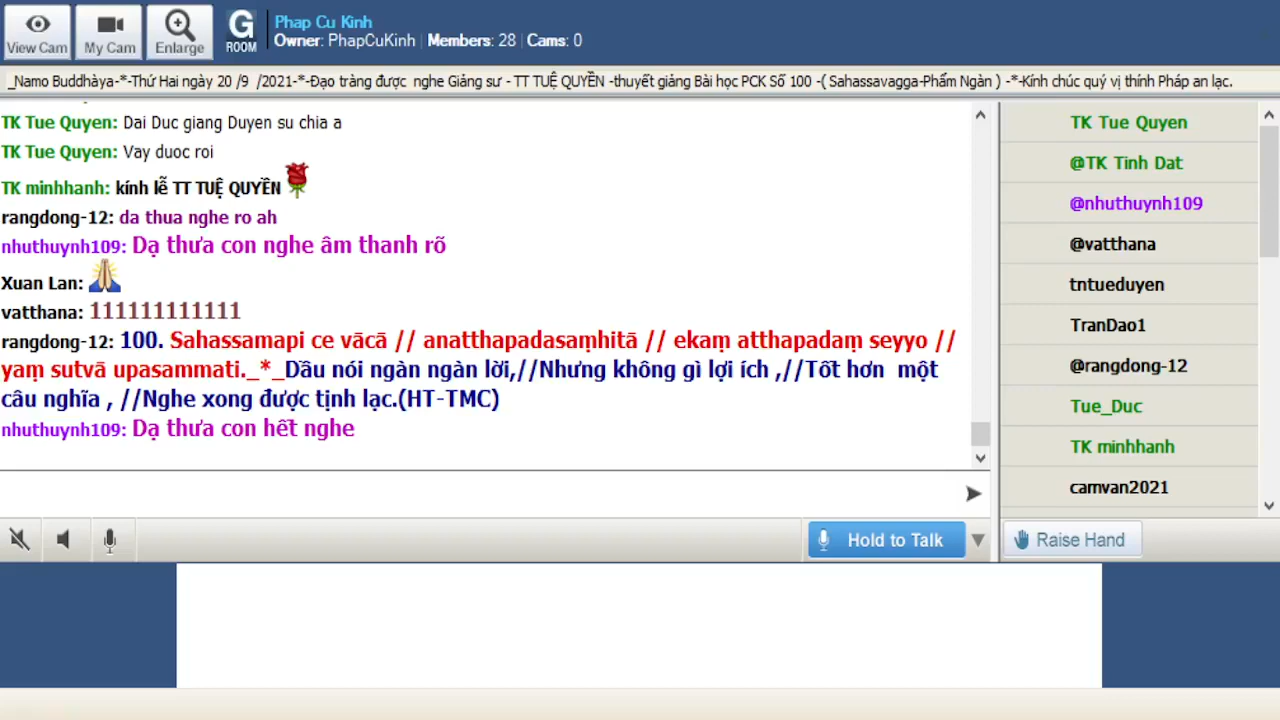 View Cam
My Cam
Enlarge
G
ROOM
Phap Cu Kinh
Owner: PhapCuKinh | Members: 28 | Cams: 0
_Namo Buddhàya-*-Thứ Hai ngày 20 /9 /2021-*-Đạo tràng được nghe Giảng sư - TT TUỆ QUYỀN -thuyết giảng Bài học PCK Số 100 -( Sahassavagga-Phẩm Ngàn ) -*-Kính chúc quý vị thính Pháp an lạc.
TK Tue Quyen: Dai Duc giang Duyen su chia a
TK Tue Quyen: Vay duoc roi
TK minhhanh: kính lễ TT TUỆ QUYỀN
rangdong-12: da thua nghe ro ah
nhuthuynh109: Dạ thưa con nghe âm thanh rõ
Xuan Lan:
vatthana: 111111111111
rangdong-12: 100. Sahassamapi ce vācā // anatthapadasaṃhitā // ekaṃ atthapadaṃ seyyo //
yaṃ sutvā upasammati._*_Dầu nói ngàn ngàn lời,//Nhưng không gì lợi ích ,//Tốt hơn một
câu nghĩa , //Nghe xong được tịnh lạc.(HT-TMC)
nhuthuynh109: Dạ thưa con hết nghe
TK Tue Quyen
@TK Tinh Dat
@nhuthuynh109
@vatthana
tntueduyen
TranDao1
@rangdong-12
Tue_Duc
TK minhhanh
camvan2021
Hold to Talk
Raise Hand